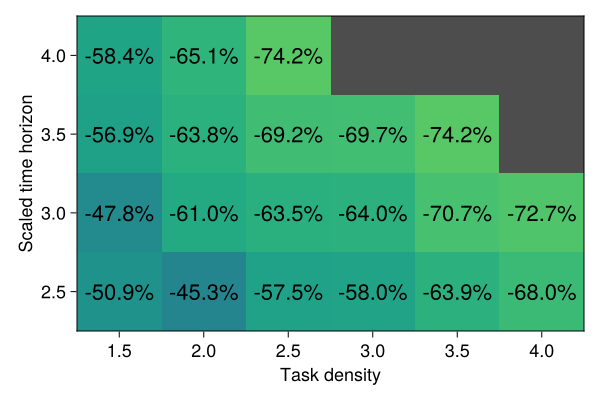 4.0 -58.4% -65.1% -74.2%
3.5 -56.9% -63.8% -69.2% -69.7% -74.2%
3.0 -47.8% -61.0% -63.5% -64.0% -70.7% -72.7%
2.5 -50.9% -45.3% -57.5% -58.0% -63.9% -68.0%
Scaled time horizon
1.5 2.0 2.5 3.0 3.5 4.0
Task density